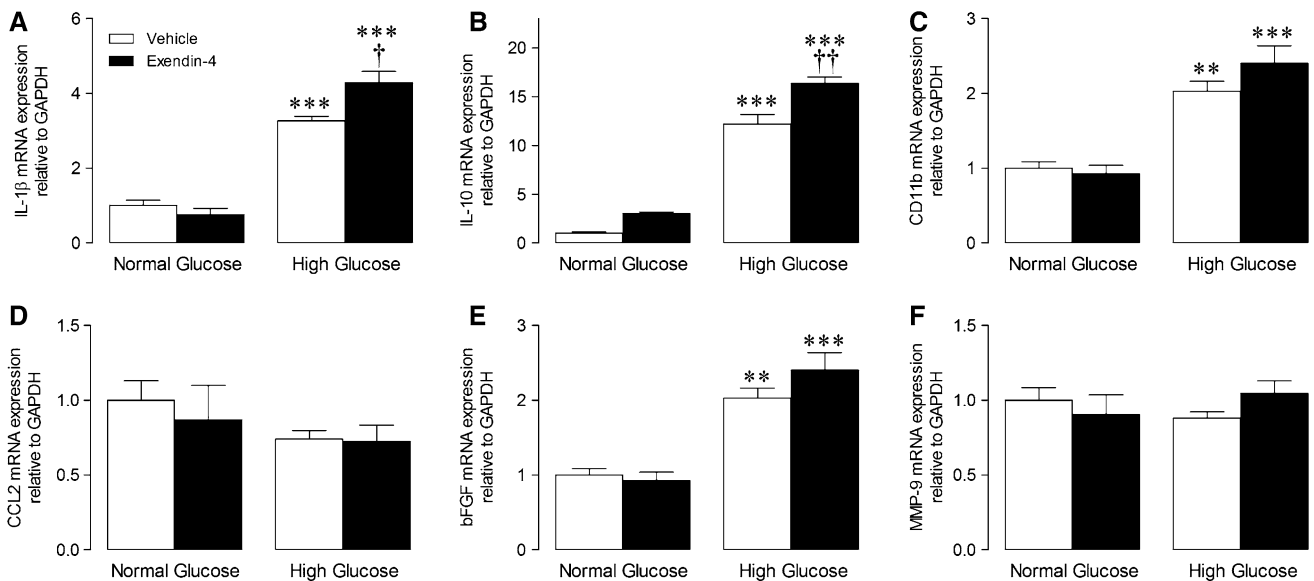 A
IL-1β mRNA expression
relative to GAPDH
6
4
2
0
Vehicle
Exendin-4
***
***
†
Normal Glucose
High Glucose
B
IL-10 mRNA expression
relative to GAPDH
20
15
10
5
0
***
***
††
Normal Glucose
High Glucose
C
CD11b mRNA expression
relative to GAPDH
3
2
1
0
**
***
Normal Glucose
High Glucose
D
CCL2 mRNA expression
relative to GAPDH
1.5
1.0
0.5
0.0
Normal Glucose
High Glucose
E
bFGF mRNA expression
relative to GAPDH
3
2
1
0
**
***
Normal Glucose
High Glucose
F
MMP-9 mRNA expression
relative to GAPDH
1.5
1.0
0.5
0.0
Normal Glucose
High Glucose